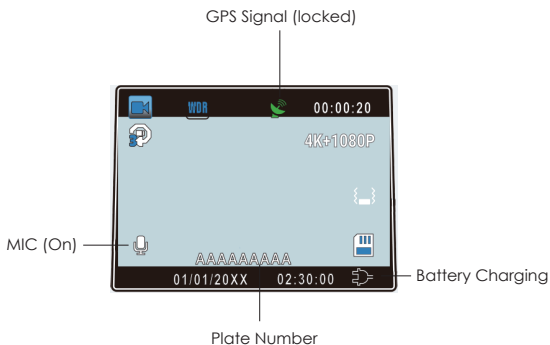 GPS Signal (locked)
WDR 00:00:20
3
4K+1080P
MIC (On)
AAAAAAAAA
01/01/20XX 02:30:00
Battery Charging
Plate Number